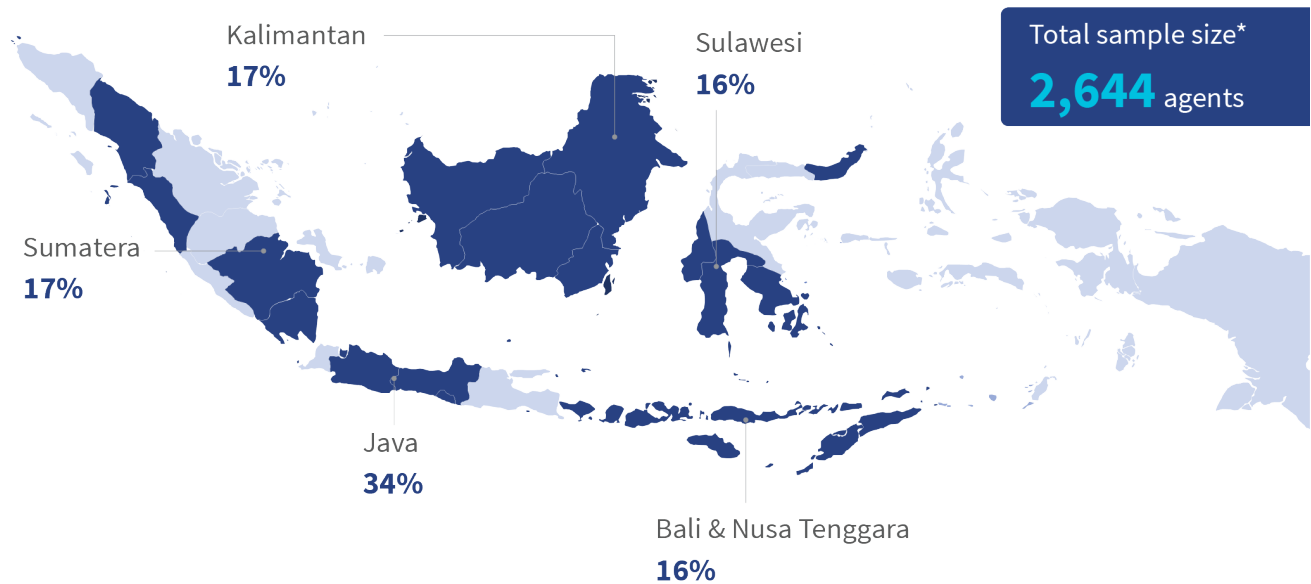 Kalimantan
17%
Sulawesi
16%
Total sample size*
2,644 agents
Sumatera
17%
Java
34%
Bali & Nusa Tenggara
16%